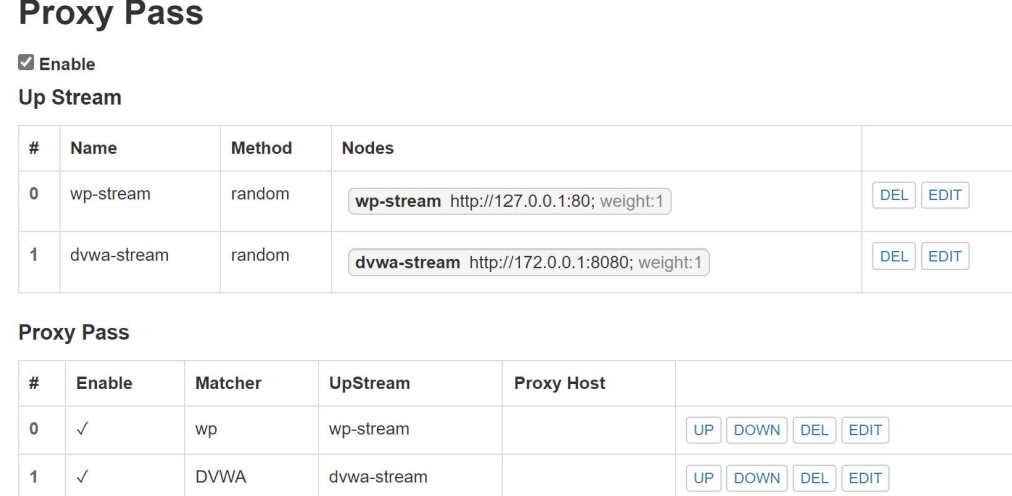 Proxy Pass
Enable
Up Stream
# Name Method Nodes
0 wp-stream random wp-stream http://127.0.0.1:80; weight:1 DEL EDIT
1 dvwa-stream random dvwa-stream http://172.0.0.1:8080; weight:1 DEL EDIT
Proxy Pass
# Enable Matcher UpStream Proxy Host
0 ✓ wp wp-stream UP DOWN DEL EDIT
1 ✓ DVWA dvwa-stream UP DOWN DEL EDIT